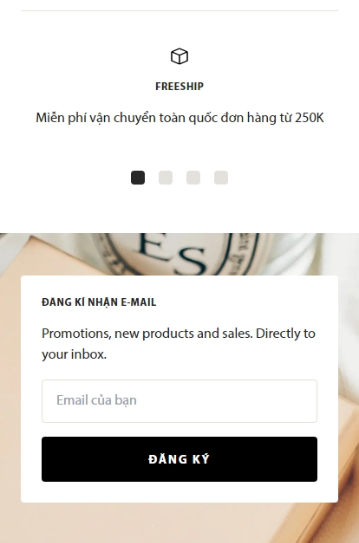 FREESHIP
Miễn phí vận chuyển toàn quốc đơn hàng từ 250K
ES
ĐĂNG KÍ NHẬN E-MAIL
Promotions, new products and sales. Directly to
your inbox.
Email của bạn
ĐĂNG KÝ